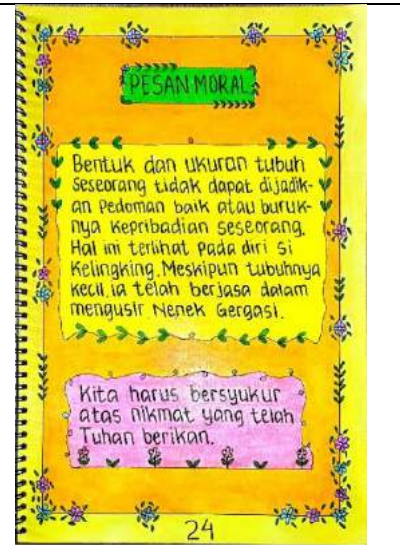 PESAN MORAL
Bentuk dan ukuran tubuh
seseorang tidak dapat dijadik-
an pedoman baik atau buruk-
nya kepribadian seseorang.
Hal ini terlihat pada diri si
Kelingking. Meskipun tubuhnya
kecil, ia telah berjasa dalam
mengusir Nenek Gergasi.
Kita harus bersyukur
atas nikmat yang telah
Tuhan berikan.
24